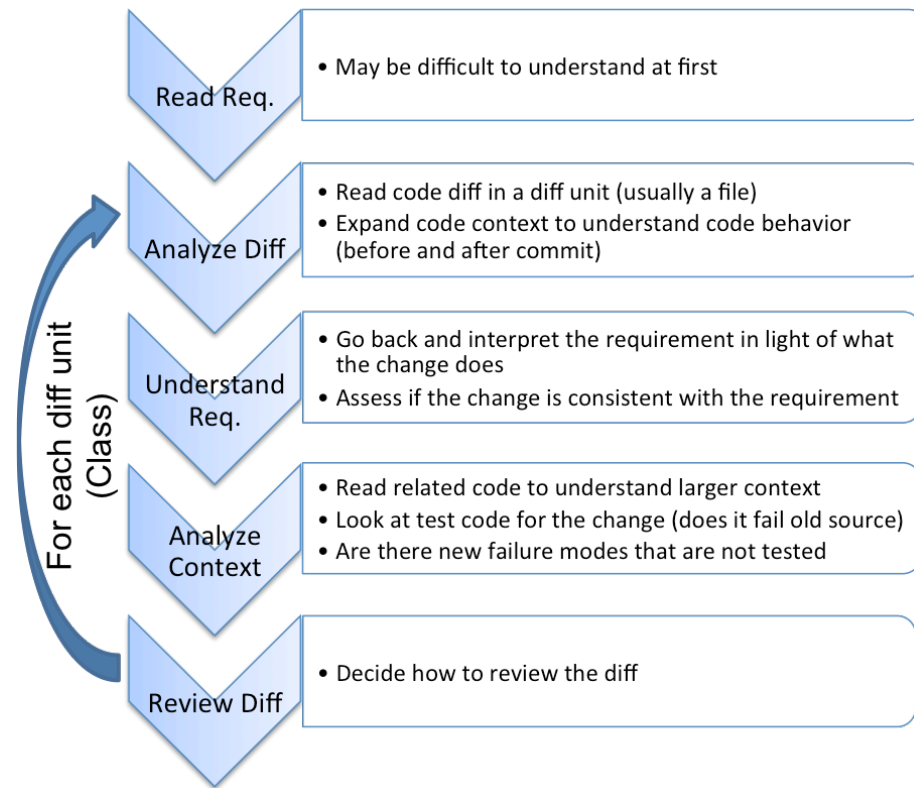 Read Req.
• May be difficult to understand at first
Analyze Diff
• Read code diff in a diff unit (usually a file)
• Expand code context to understand code behavior
(before and after commit)
For each diff unit
(Class)
Understand
Req.
• Go back and interpret the requirement in light of what
the change does
• Assess if the change is consistent with the requirement
Analyze
Context
• Read related code to understand larger context
• Look at test code for the change (does it fail old source)
• Are there new failure modes that are not tested
Review Diff
• Decide how to review the diff